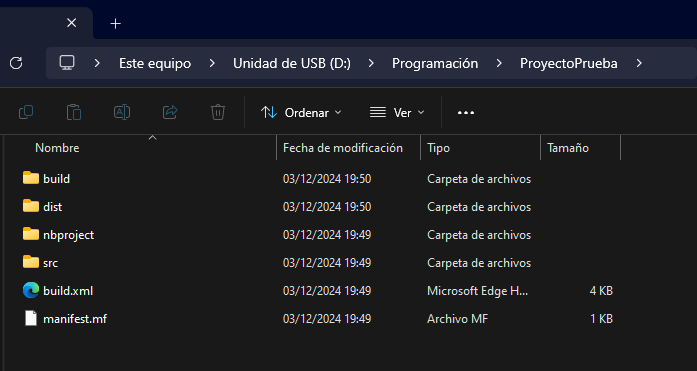 Este equipo Unidad de USB (D:) Programación ProyectoPrueba
Ordenar Ver
Nombre Fecha de modificación Tipo Tamaño
build 03/12/2024 19:50 Carpeta de archivos
dist 03/12/2024 19:50 Carpeta de archivos
nbproject 03/12/2024 19:49 Carpeta de archivos
src 03/12/2024 19:49 Carpeta de archivos
build.xml 03/12/2024 19:49 Microsoft Edge H... 4 KB
manifest.mf 03/12/2024 19:49 Archivo MF 1 KB